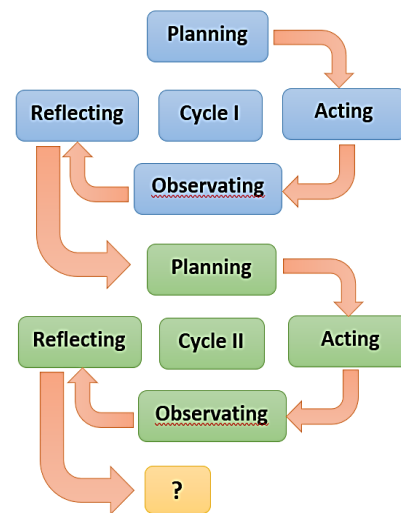 Planning
Reflecting
Cycle I
Acting
Observating
Planning
Reflecting
Cycle II
Acting
Observating
?